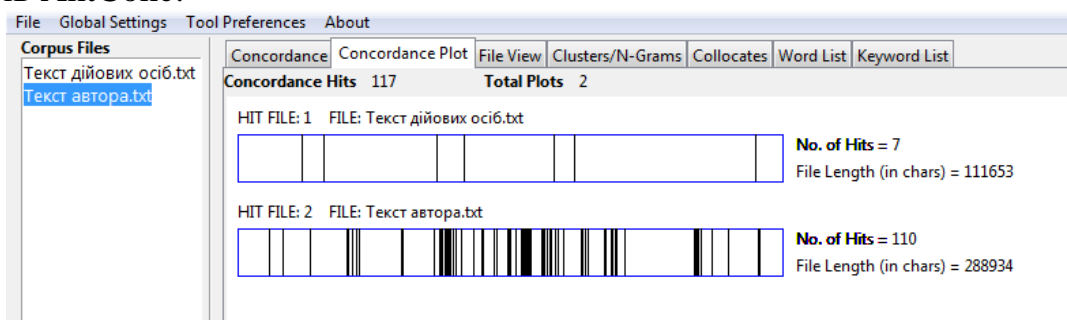 File Global Settings Tool Preferences About
Corpus Files
Текст дійових осіб.txt
Текст автора.txt
Concordance Concordance Plot File View Clusters/N-Grams Collocates Word List Keyword List
Concordance Hits 117 Total Plots 2
HIT FILE: 1 FILE: Текст дійових осіб.txt
No. of Hits = 7
File Length (in chars) = 111653
HIT FILE: 2 FILE: Текст автора.txt
No. of Hits = 110
File Length (in chars) = 288934